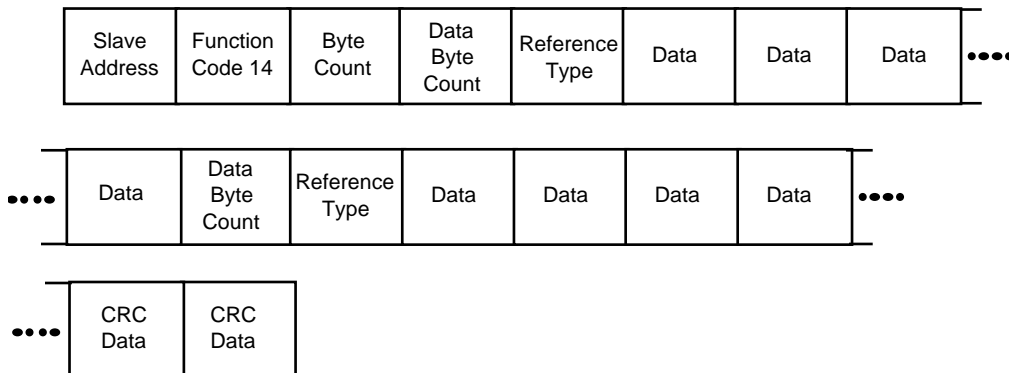 Slave
Address
Function
Code 14
Byte
Count
Data
Byte
Count
Reference
Type
Data
Data
Data
Data
Data
Byte
Count
Reference
Type
Data
Data
Data
Data
CRC
Data
CRC
Data